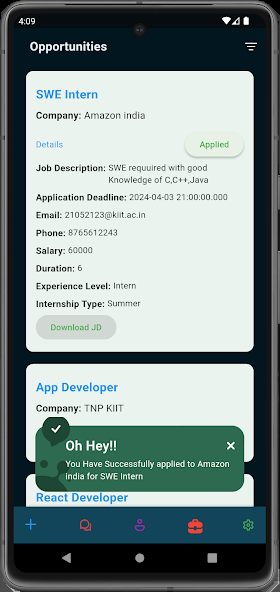 4:09
Opportunities
SWE Intern
Company: Amazon india
Details
Applied
Job Description: SWE requuired with good
Knowledge of C,C++,Java
Application Deadline: 2024-04-03 21:00:00.000
Email: 21052123@kiit.ac.in
Phone: 8765612243
Salary: 60000
Duration: 6
Experience Level: Intern
Internship Type: Summer
Download JD
App Developer
Company: TNP KIIT
Oh Hey!!
You Have Successfully applied to Amazon
india for SWE Intern
React Developer